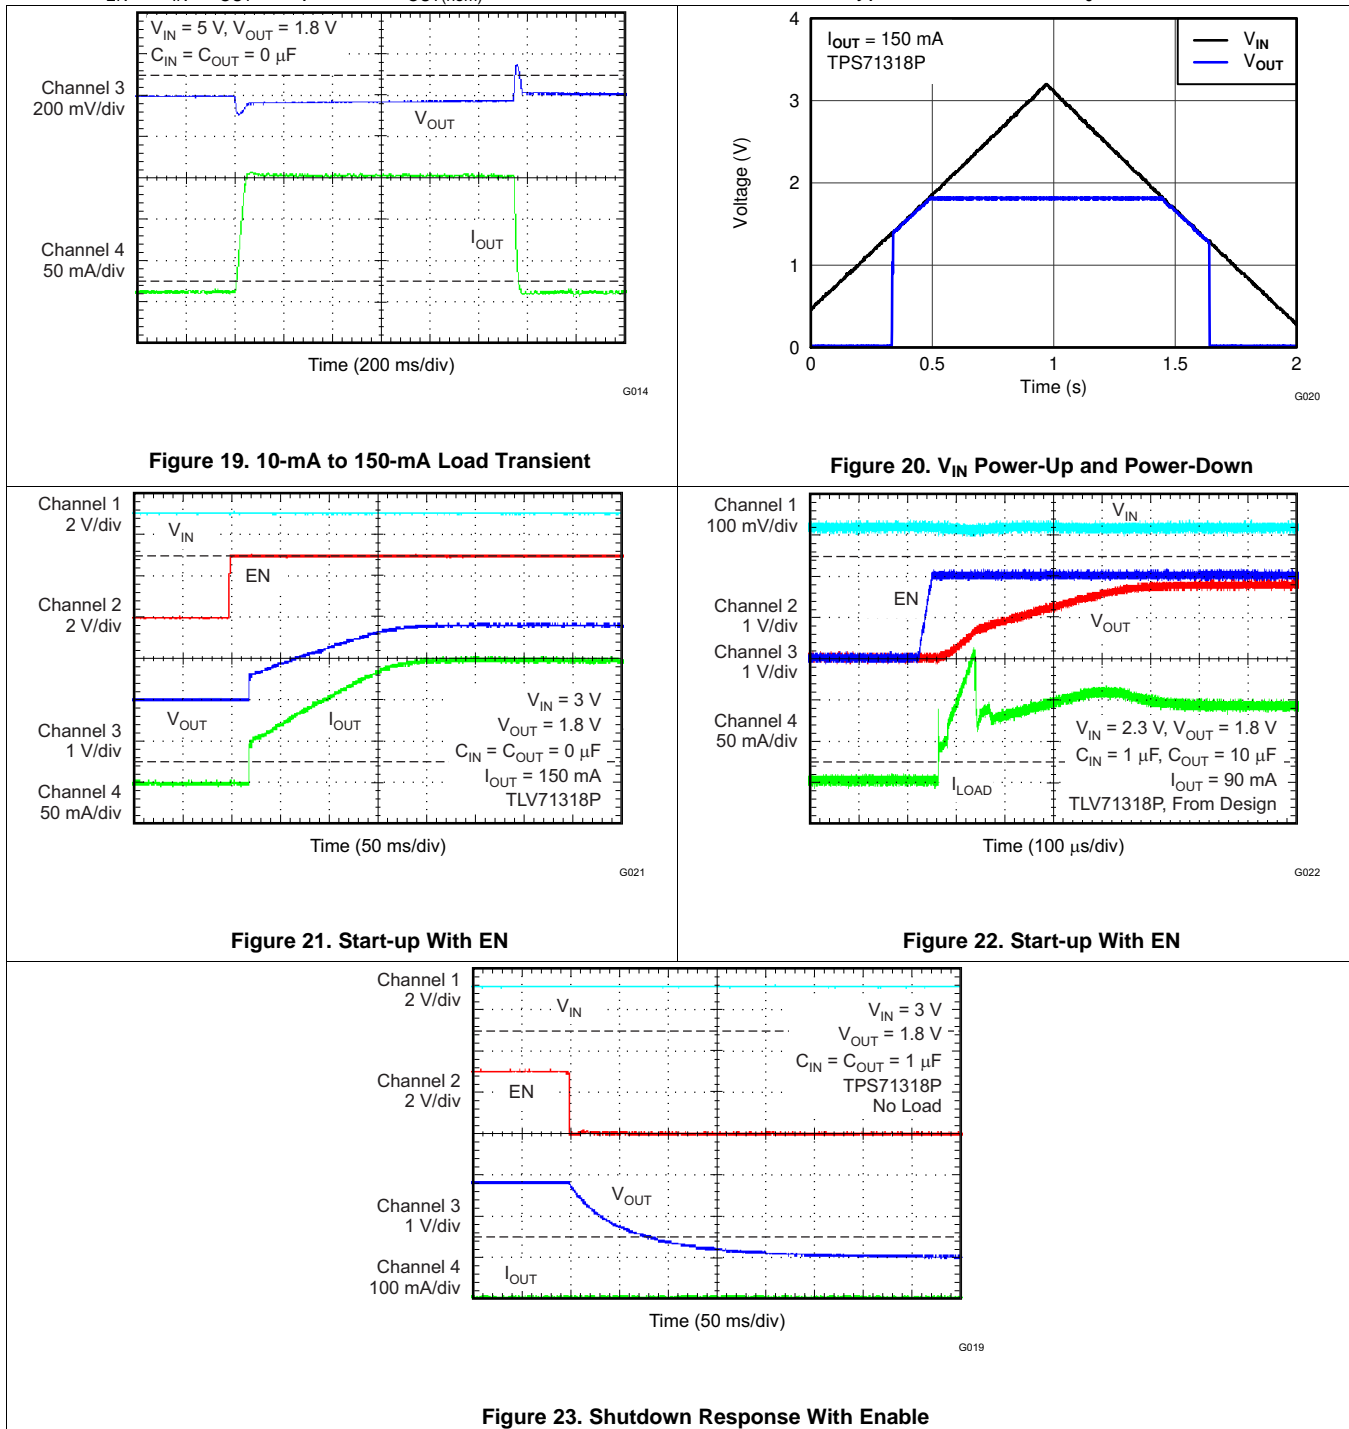 V_IN = 5 V, V_OUT = 1.8 V
C_IN = C_OUT = 0 μF
Channel 3
200 mV/div
V_OUT
Channel 4
50 mA/div
I_OUT
Time (200 ms/div)
G014
Figure 19. 10-mA to 150-mA Load Transient
4
3
2
1
0
Voltage (V)
I_OUT = 150 mA
TPS71318P
V_IN
V_OUT
0
0.5
1
1.5
2
Time (s)
G020
Figure 20. V_IN Power-Up and Power-Down
Channel 1
2 V/div
V_IN
EN
Channel 2
2 V/div
V_OUT
I_OUT
Channel 3
1 V/div
Channel 4
50 mA/div
V_IN = 3 V
V_OUT = 1.8 V
C_IN = C_OUT = 0 μF
I_OUT = 150 mA
TLV71318P
Time (50 ms/div)
G021
Figure 21. Start-up With EN
Channel 1
100 mV/div
V_IN
EN
Channel 2
1 V/div
V_OUT
Channel 3
1 V/div
Channel 4
50 mA/div
I_LOAD
V_IN = 2.3 V, V_OUT = 1.8 V
C_IN = 1 μF, C_OUT = 10 μF
I_OUT = 90 mA
TLV71318P, From Design
Time (100 μs/div)
G022
Figure 22. Start-up With EN
Channel 1
2 V/div
V_IN
V_IN = 3 V
V_OUT = 1.8 V
C_IN = C_OUT = 1 μF
TPS71318P
No Load
Channel 2
2 V/div
EN
Channel 3
1 V/div
V_OUT
Channel 4
100 mA/div
I_OUT
Time (50 ms/div)
G019
Figure 23. Shutdown Response With Enable